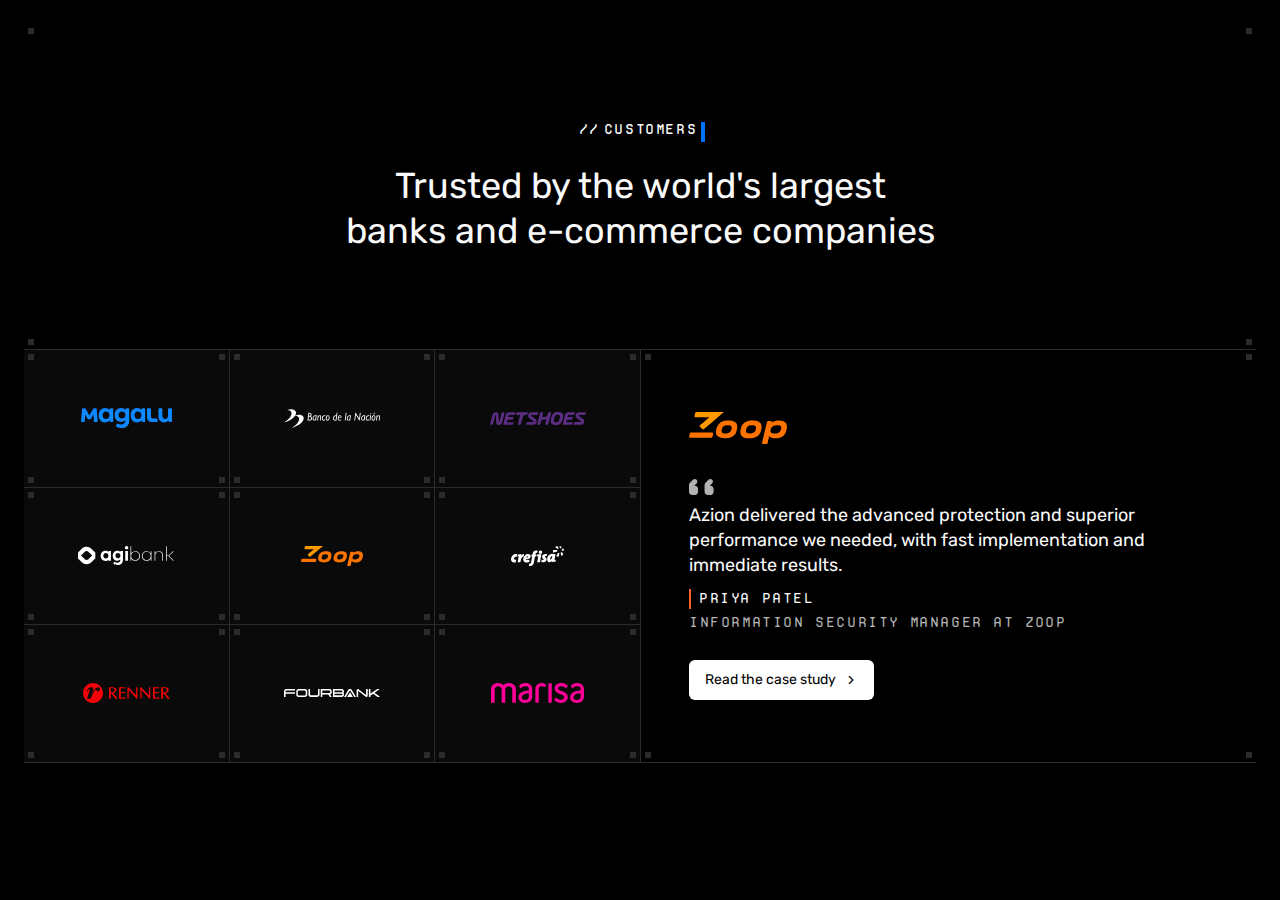 // CUSTOMERS
Trusted by the world's largest
banks and e-commerce companies
Magalu
Banco de la Nación
NETSHOES
agibank
Zoop
crefisa
RENNER
FOURBANK
marisa
Zoop
“
Azion delivered the advanced protection and superior
performance we needed, with fast implementation and
immediate results.
PRIYA PATEL
INFORMATION SECURITY MANAGER AT ZOOP
Read the case study